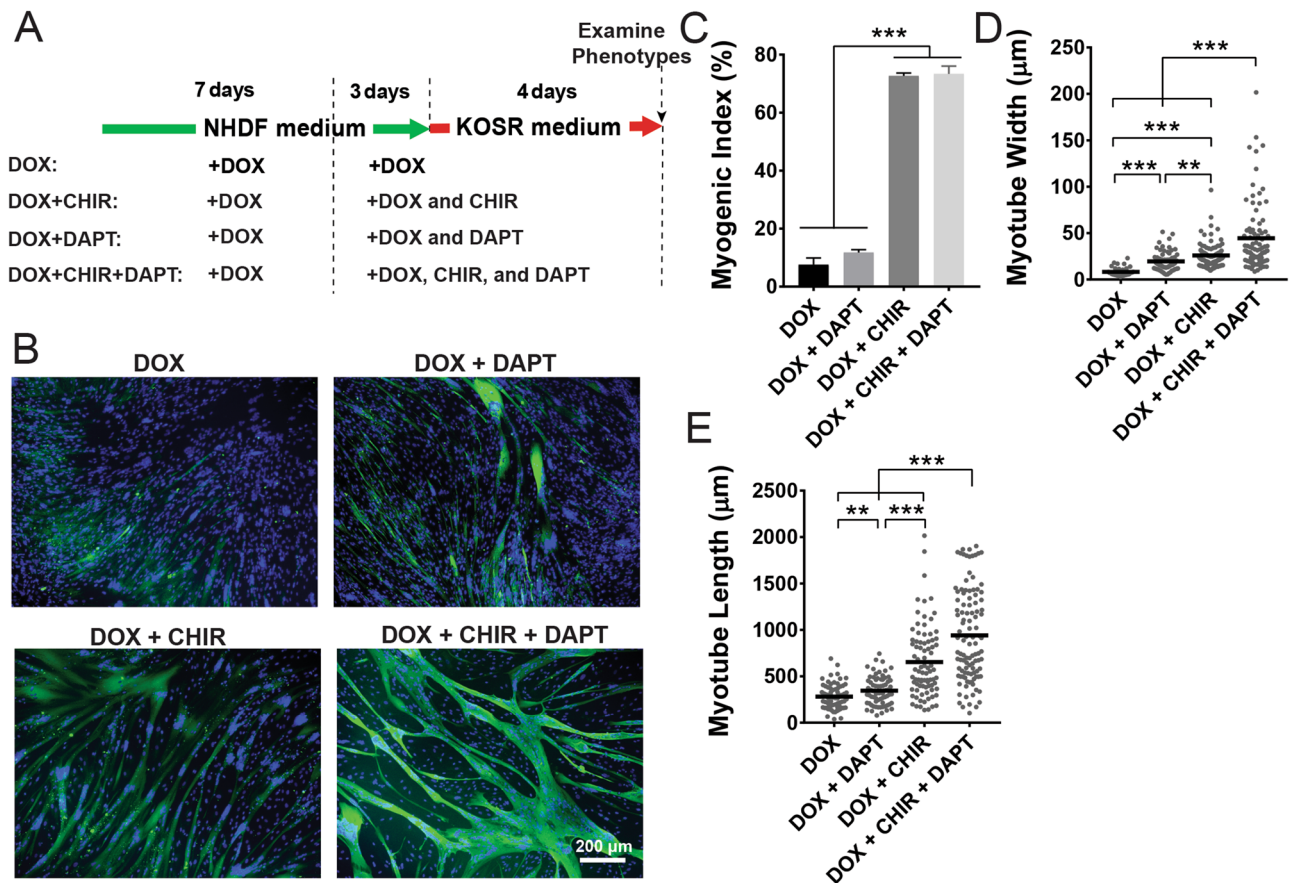 A
Examine
Phenotypes
7 days
3 days
4 days
NHDF medium
KOSR medium
DOX:
+DOX
+DOX
DOX+CHIR:
+DOX
+DOX and CHIR
DOX+DAPT:
+DOX
+DOX and DAPT
DOX+CHIR+DAPT:
+DOX
+DOX, CHIR, and DAPT
B
DOX
DOX + DAPT
DOX + CHIR
DOX + CHIR + DAPT
200 µm
C
Myogenic Index (%)
80
60
40
20
0
***
DOX
DOX + DAPT
DOX + CHIR
DOX + CHIR + DAPT
D
Myotube Width (µm)
250
200
150
100
50
0
***
***
***
**
DOX
DOX + DAPT
DOX + CHIR
DOX + CHIR + DAPT
E
Myotube Length (µm)
2500
2000
1500
1000
500
0
***
**
***
DOX
DOX + DAPT
DOX + CHIR
DOX + CHIR + DAPT